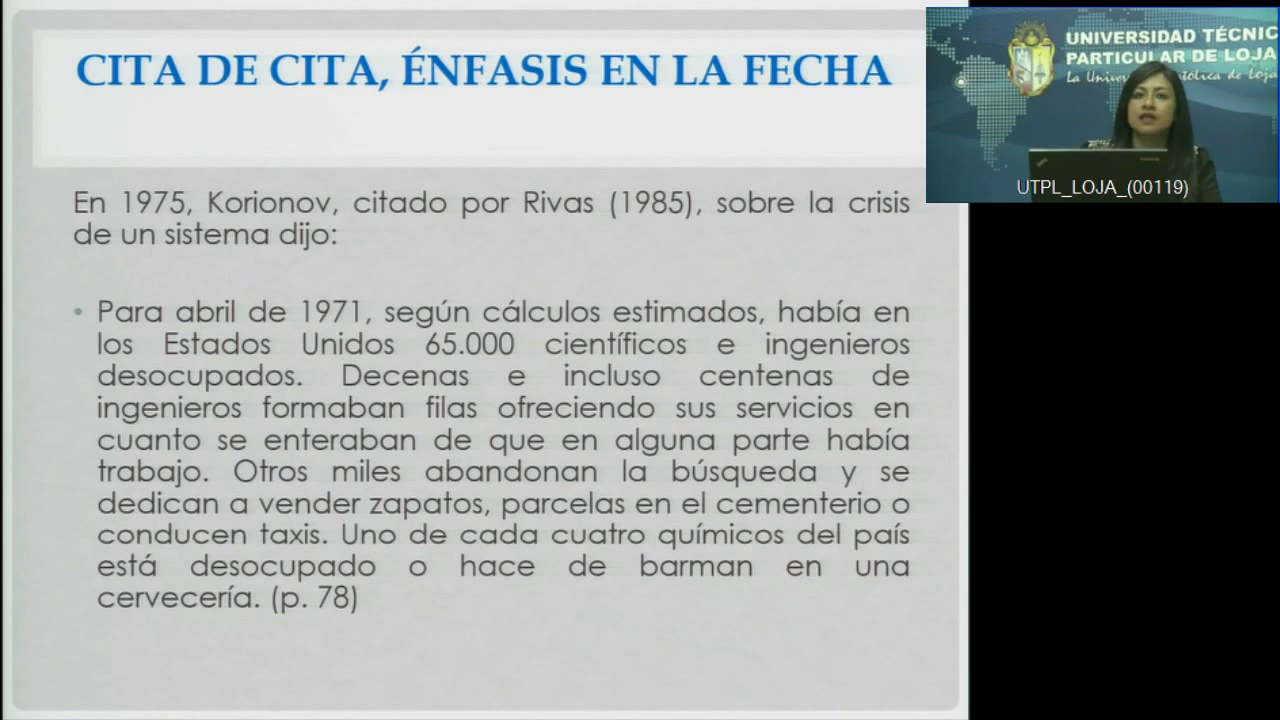 CITA DE CITA, ÉNFASIS EN LA FECHA
En 1975, Korionov, citado por Rivas (1985), sobre la crisis
de un sistema dijo:
• Para abril de 1971, según cálculos estimados, había en
los Estados Unidos 65.000 científicos e ingenieros
desocupados. Decenas e incluso centenas de
ingenieros formaban filas ofreciendo sus servicios en
cuanto se enteraban de que en alguna parte había
trabajo. Otros miles abandonan la búsqueda y se
dedican a vender zapatos, parcelas en el cementerio o
conducen taxis. Uno de cada cuatro químicos del país
está desocupado o hace de barman en una
cervecería. (p. 78)
UNIVERSIDAD TÉCNIC
PARTICULAR DE LOJA
La Univers tólica de Loja
UTPL_LOJA_(00119)